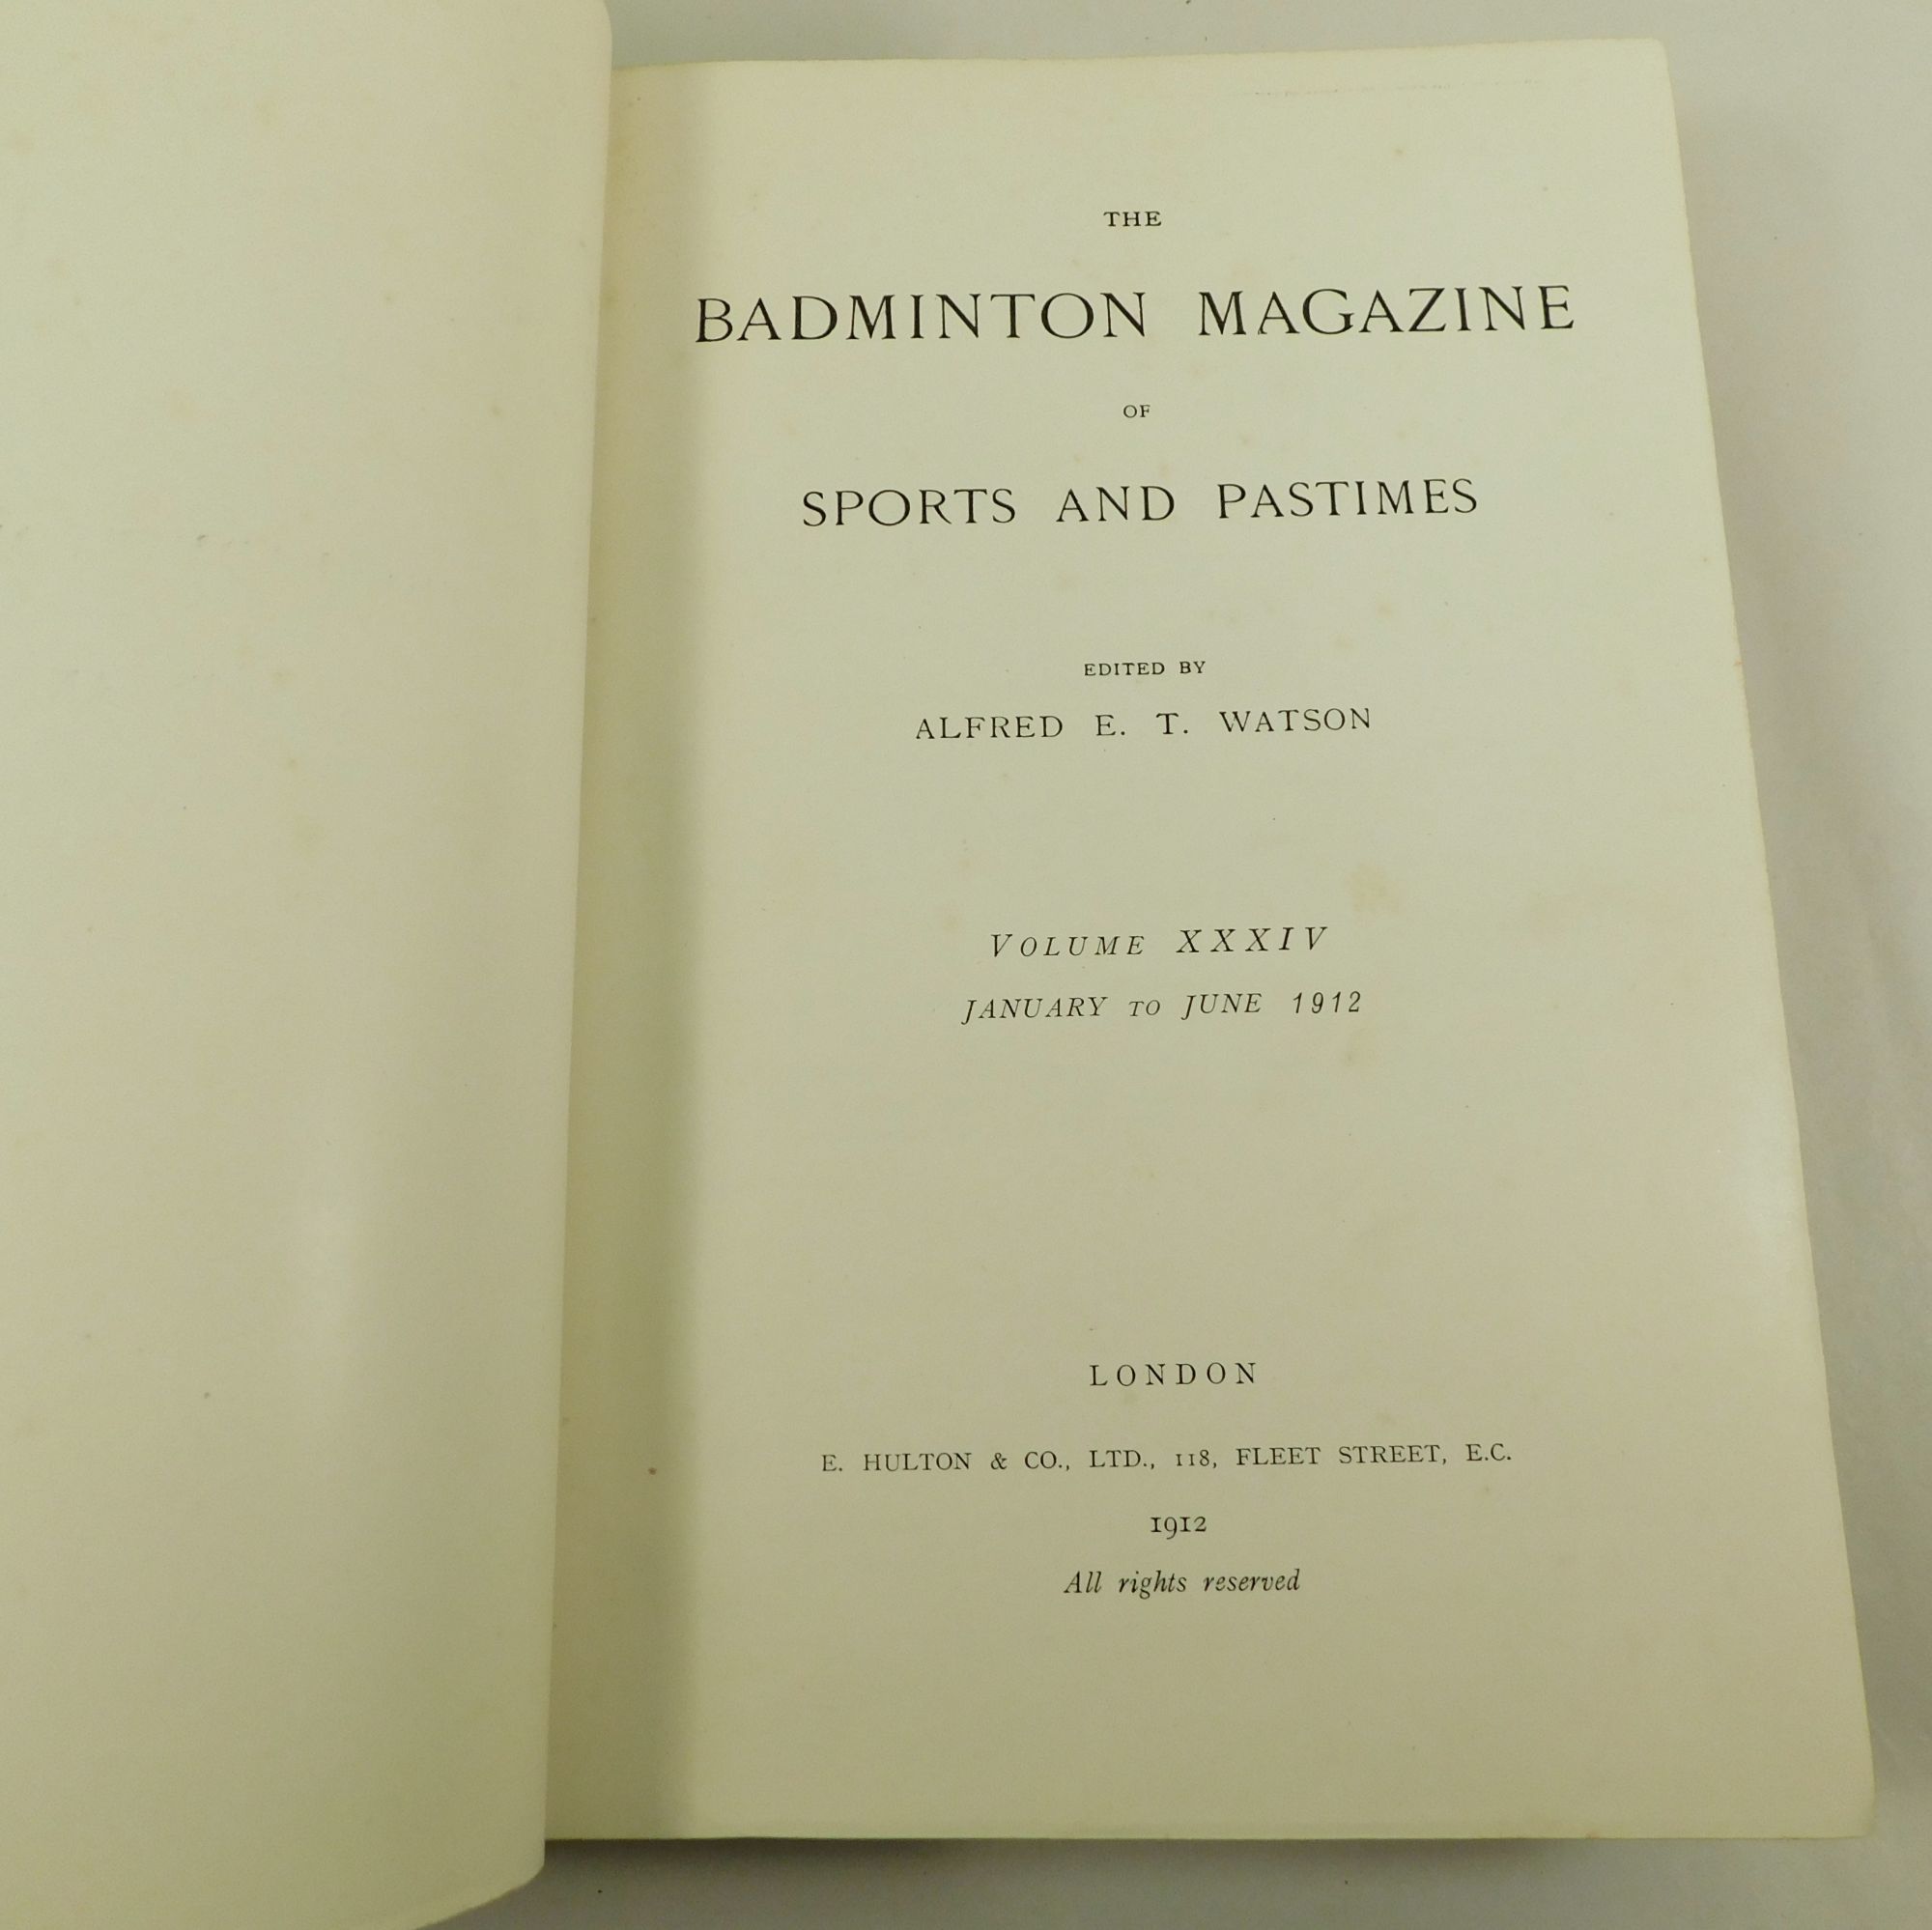 THE
BADMINTON MAGAZINE
OF
SPORTS AND PASTIMES
EDITED BY
ALFRED E. T. WATSON
VOLUME XXXIV
JANUARY TO JUNE 1912
LONDON
E. HULTON & CO., LTD., 118, FLEET STREET, E.C.
1912
All rights reserved